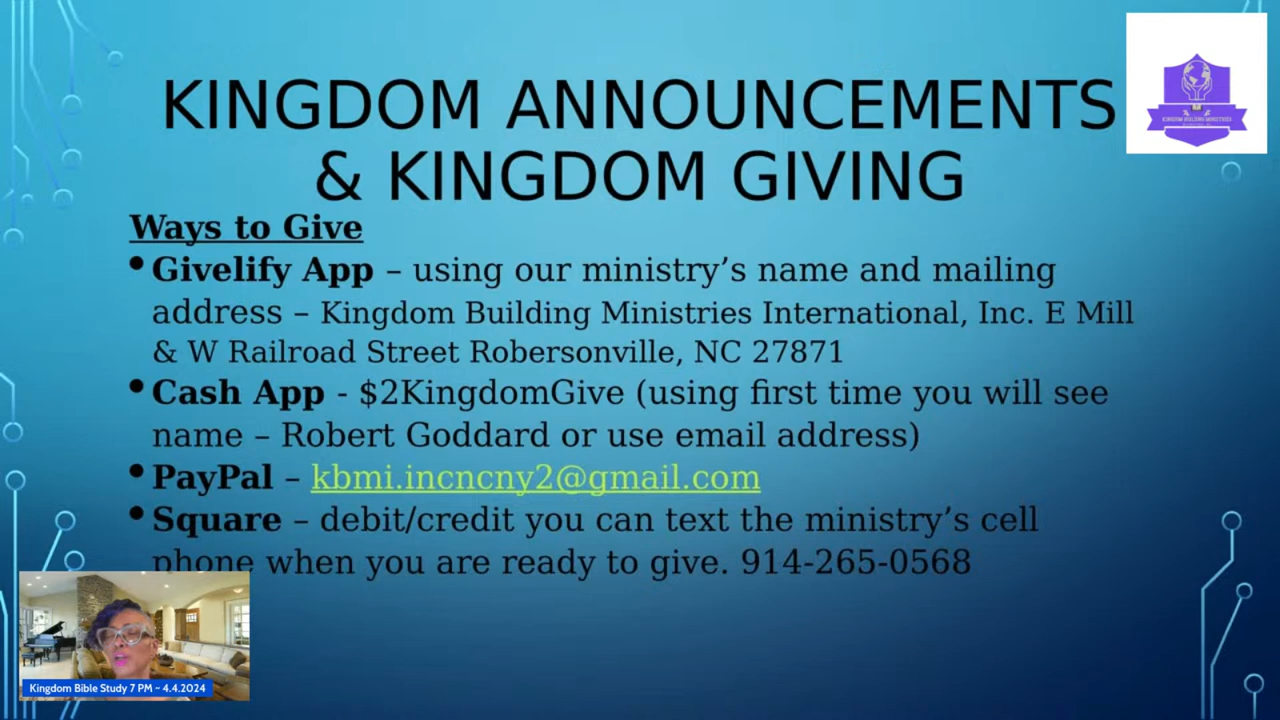 KINGDOM ANNOUNCEMENTS
& KINGDOM GIVING
KINGDOM BUILDING MINISTRIES
Ways to Give
• Givelify App – using our ministry’s name and mailing
address – Kingdom Building Ministries International, Inc. E Mill
& W Railroad Street Robersonville, NC 27871
• Cash App - $2KingdomGive (using first time you will see
name – Robert Goddard or use email address)
• PayPal – kbmi.incncny2@gmail.com
• Square – debit/credit you can text the ministry’s cell
phone when you are ready to give. 914-265-0568
Kingdom Bible Study 7 PM ~ 4.4.2024